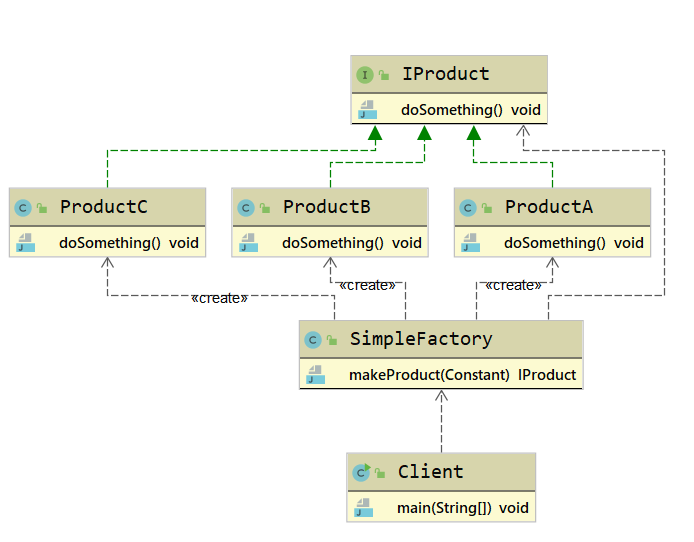 I IProduct
J doSomething() void
C ProductC
J doSomething() void
C ProductB
J doSomething() void
C ProductA
J doSomething() void
«create»
«create»
«create»
C SimpleFactory
J makeProduct(Constant) IProduct
C Client
J main(String[]) void